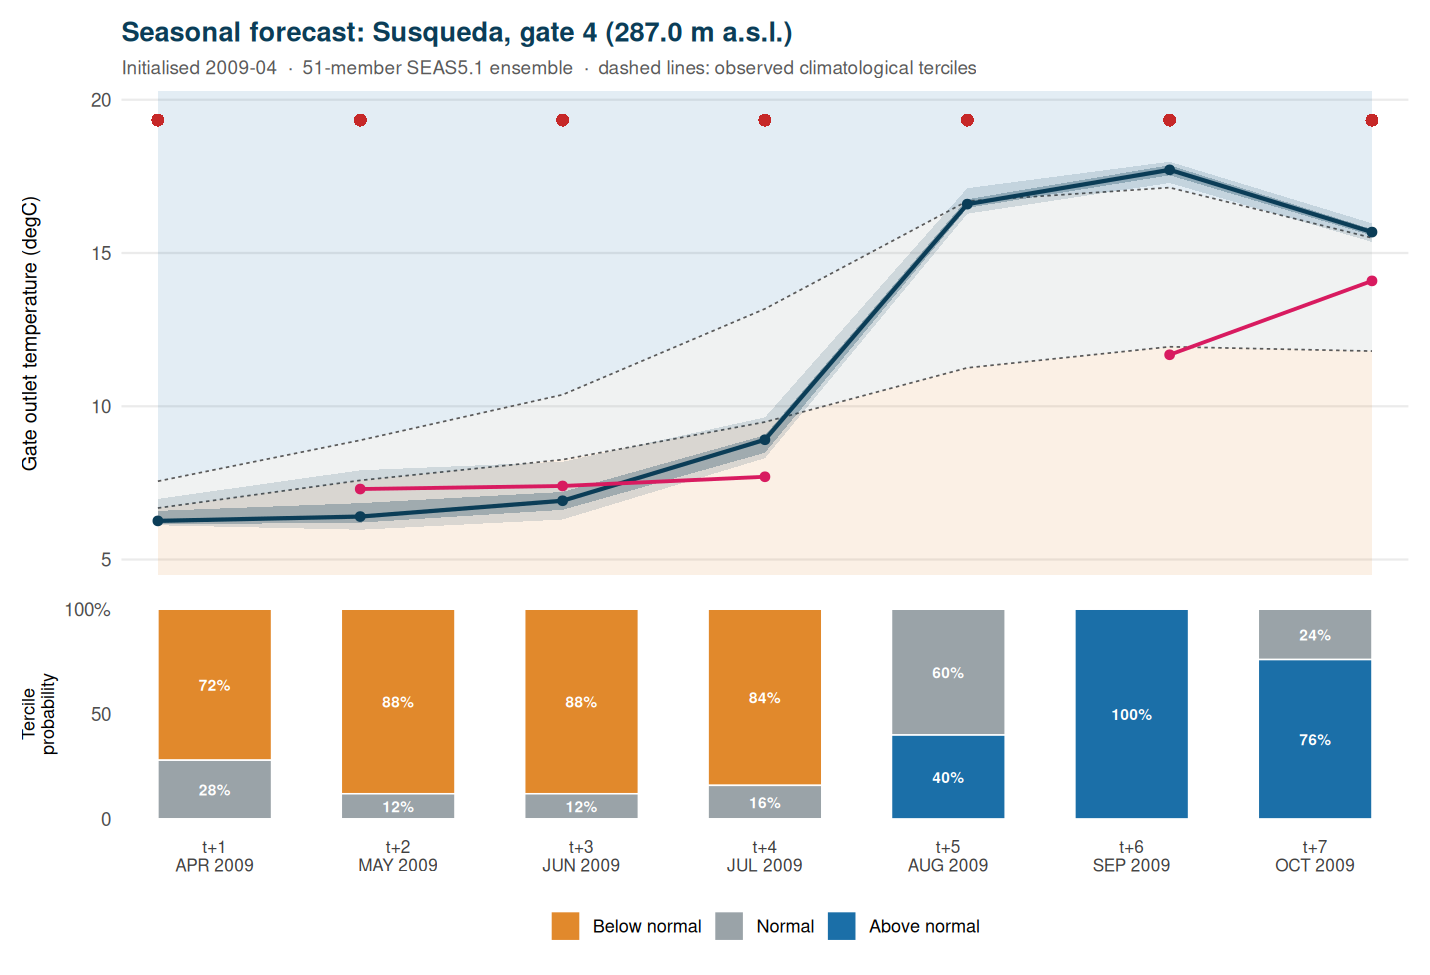 Seasonal forecast: Susqueda, gate 4 (287.0 m a.s.l.)
Initialised 2009-04 · 51-member SEAS5.1 ensemble · dashed lines: observed climatological terciles
20
15
10
5
Gate outlet temperature (degC)
100%
50
0
Tercile
probability
72%
28%
88%
12%
88%
12%
84%
16%
60%
40%
100%
24%
76%
t+1
APR 2009
t+2
MAY 2009
t+3
JUN 2009
t+4
JUL 2009
t+5
AUG 2009
t+6
SEP 2009
t+7
OCT 2009
Below normal
Normal
Above normal